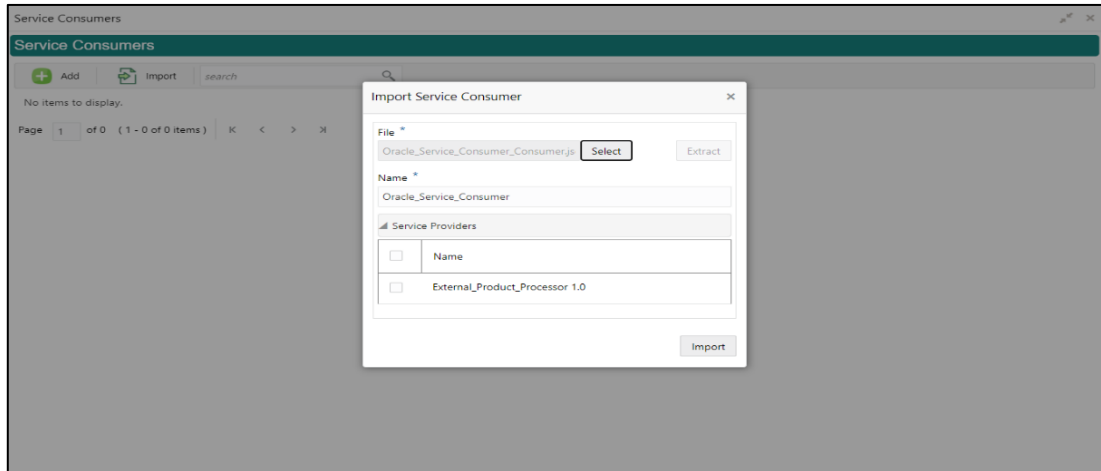 Service Consumers
Service Consumers
Add Import search
No items to display.
Page 1 of 0 (1 - 0 of 0 items)
Import Service Consumer
File *
Oracle_Service_Consumer_Consumer.js Select Extract
Name *
Oracle_Service_Consumer
Service Providers
Name
External_Product_Processor 1.0
Import